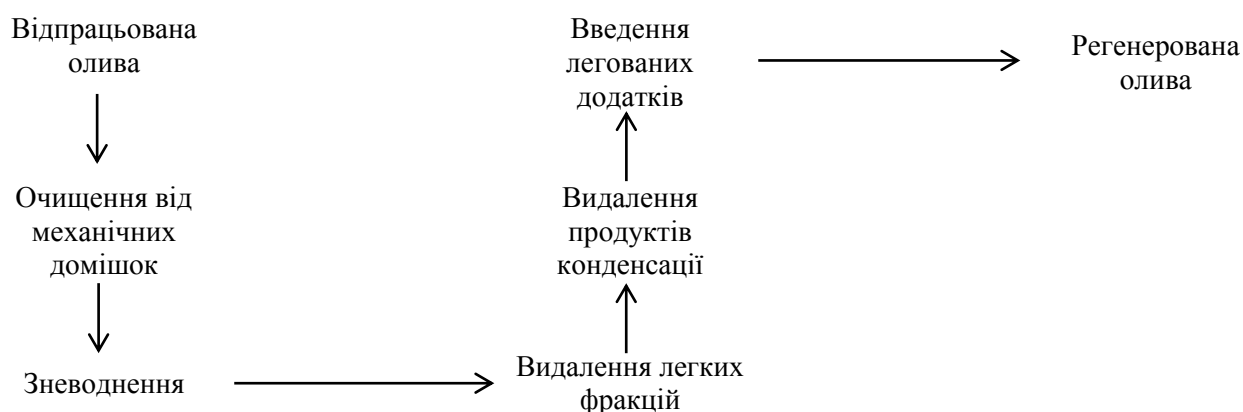 Відпрацьована
олива
Очищення від
механічних
домішок
Зневоднення
Видалення легких
фракцій
Видалення
продуктів
конденсації
Введення
легованих
додатків
Регенерована
олива